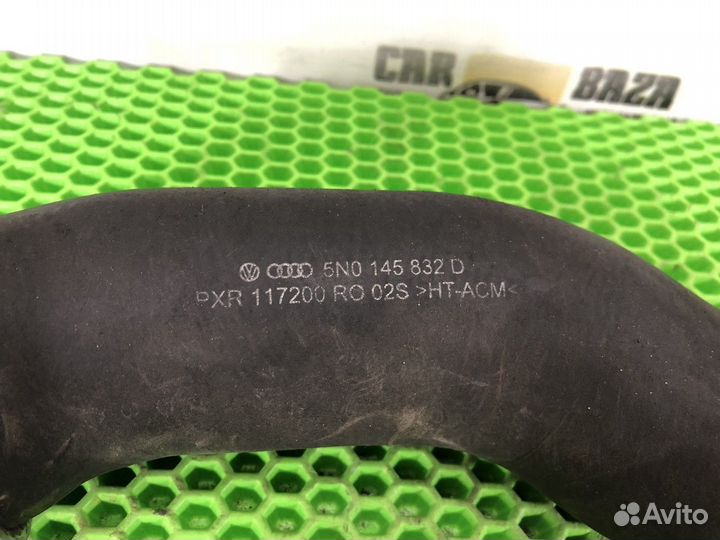 CAR BAZA
5N0 145 832 D
PXR 117200 RO 02S >HT-ACM<
Avito